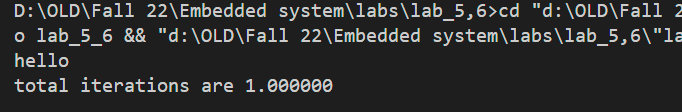 D:\OLD\Fall 22\Embedded system\labs\lab_5,6>cd "d:\OLD\Fall 2
o lab_5_6 && "d:\OLD\Fall 22\Embedded system\labs\lab_5,6\"la
hello
total iterations are 1.000000